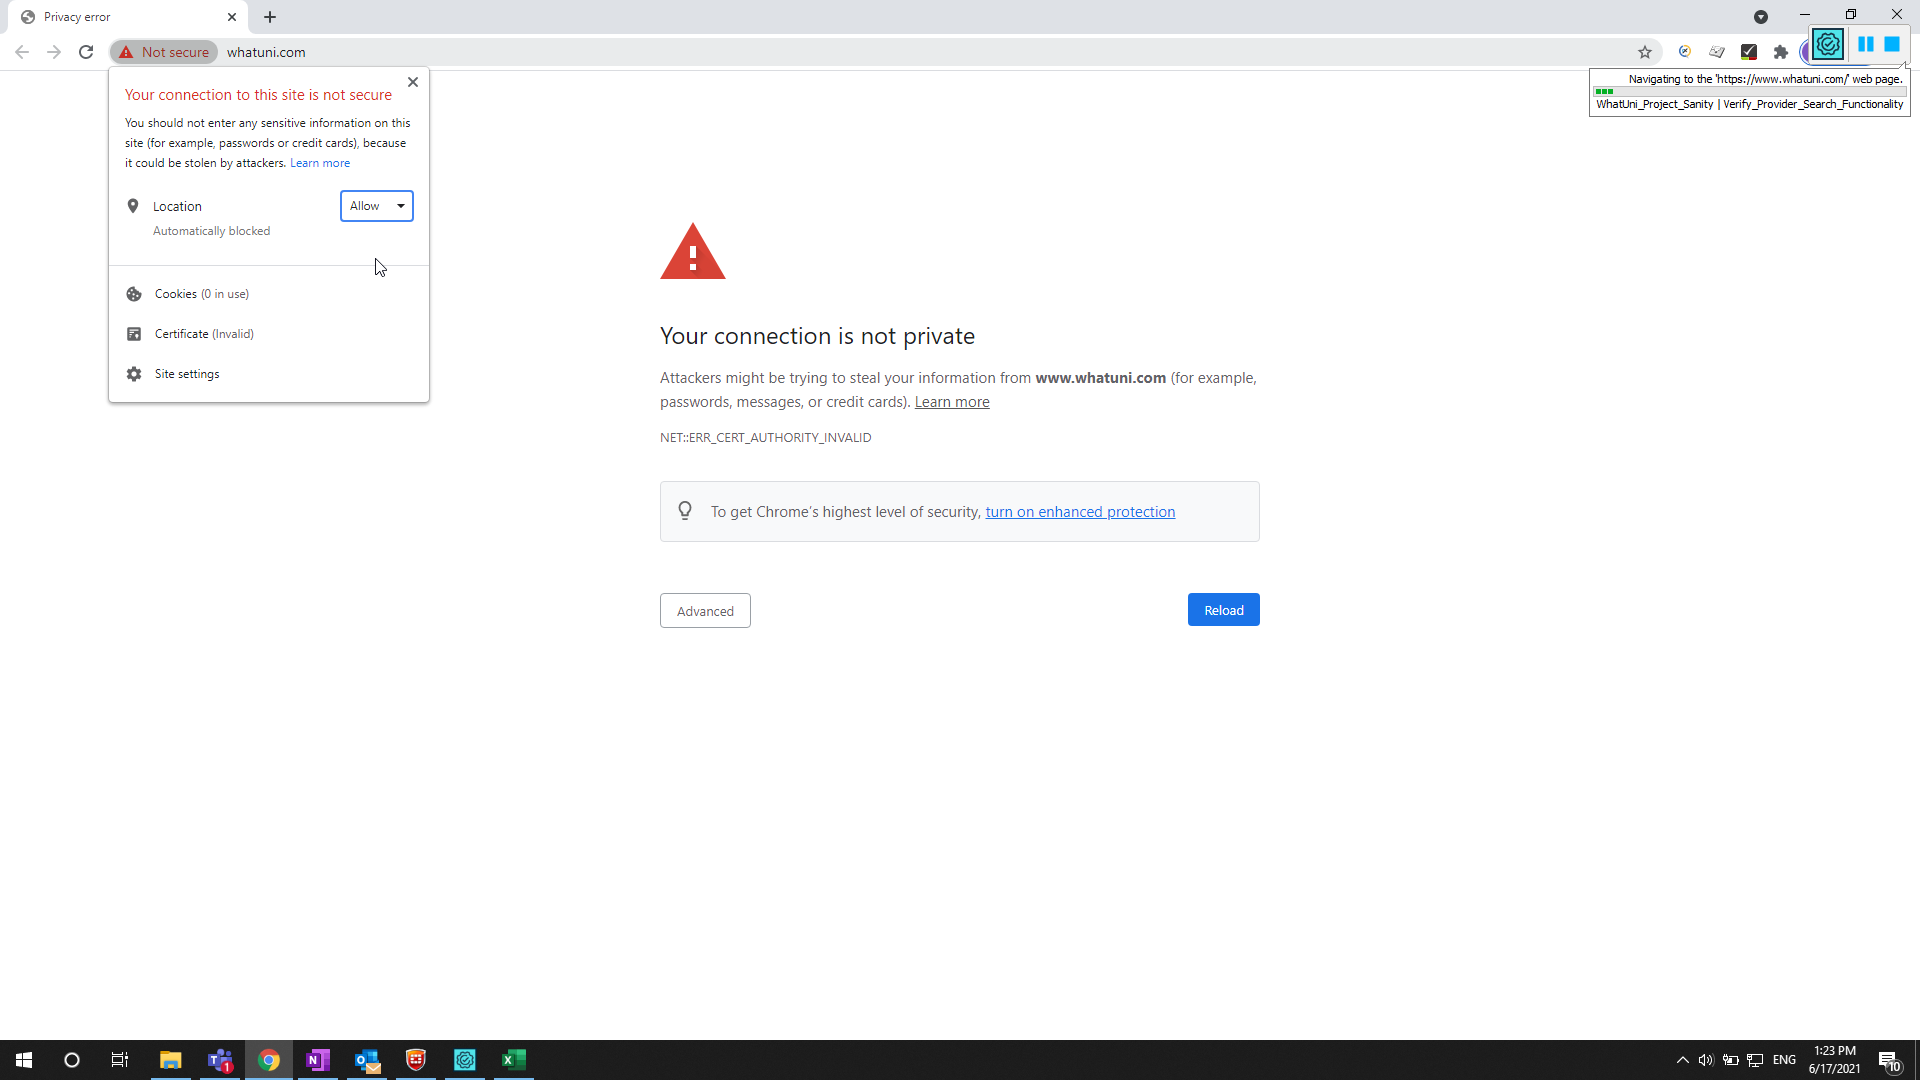 Privacy error
Not secure
whatuni.com
Navigating to the 'https://www.whatuni.com/' web page.
WhatUni_Project_Sanity | Verify_Provider_Search_Functionality
Your connection to this site is not secure
You should not enter any sensitive information on this
site (for example, passwords or credit cards), because
it could be stolen by attackers. Learn more
Location
Allow
Automatically blocked
Cookies (0 in use)
Certificate (Invalid)
Site settings
Your connection is not private
Attackers might be trying to steal your information from www.whatuni.com (for example,
passwords, messages, or credit cards). Learn more
NET::ERR_CERT_AUTHORITY_INVALID
To get Chrome's highest level of security, turn on enhanced protection
Advanced
Reload
1
ENG
1:23 PM
6/17/2021
10